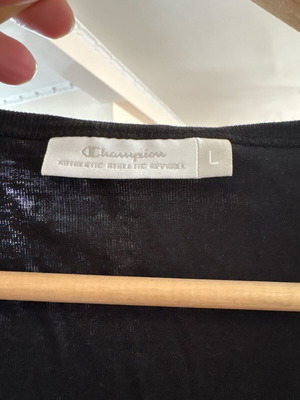 Champion
AUTHENTIC ATHLETIC APPAREL
L